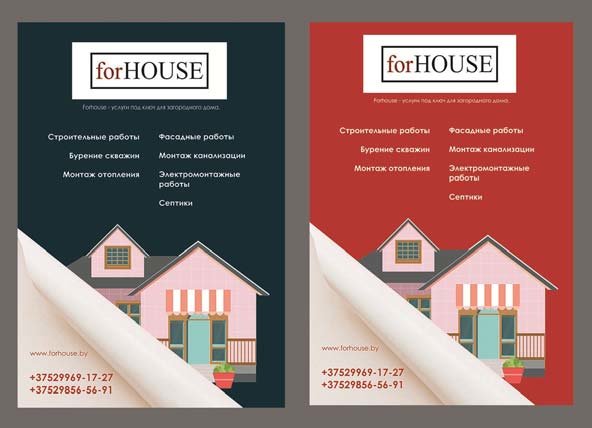 forHOUSE
Forhouse - услуги под ключ для загородного дома.
Строительные работы
Бурение скважин
Монтаж отопления
Фасадные работы
Монтаж канализации
Электромонтажные
работы
Септики
www.forhouse.by
+37529969-17-27
+37529856-56-91
forHOUSE
Forhouse - услуги под ключ для загородного дома.
Строительные работы
Бурение скважин
Монтаж отопления
Фасадные работы
Монтаж канализации
Электромонтажные
работы
Септики
www.forhouse.by
+37529969-17-27
+37529856-56-91